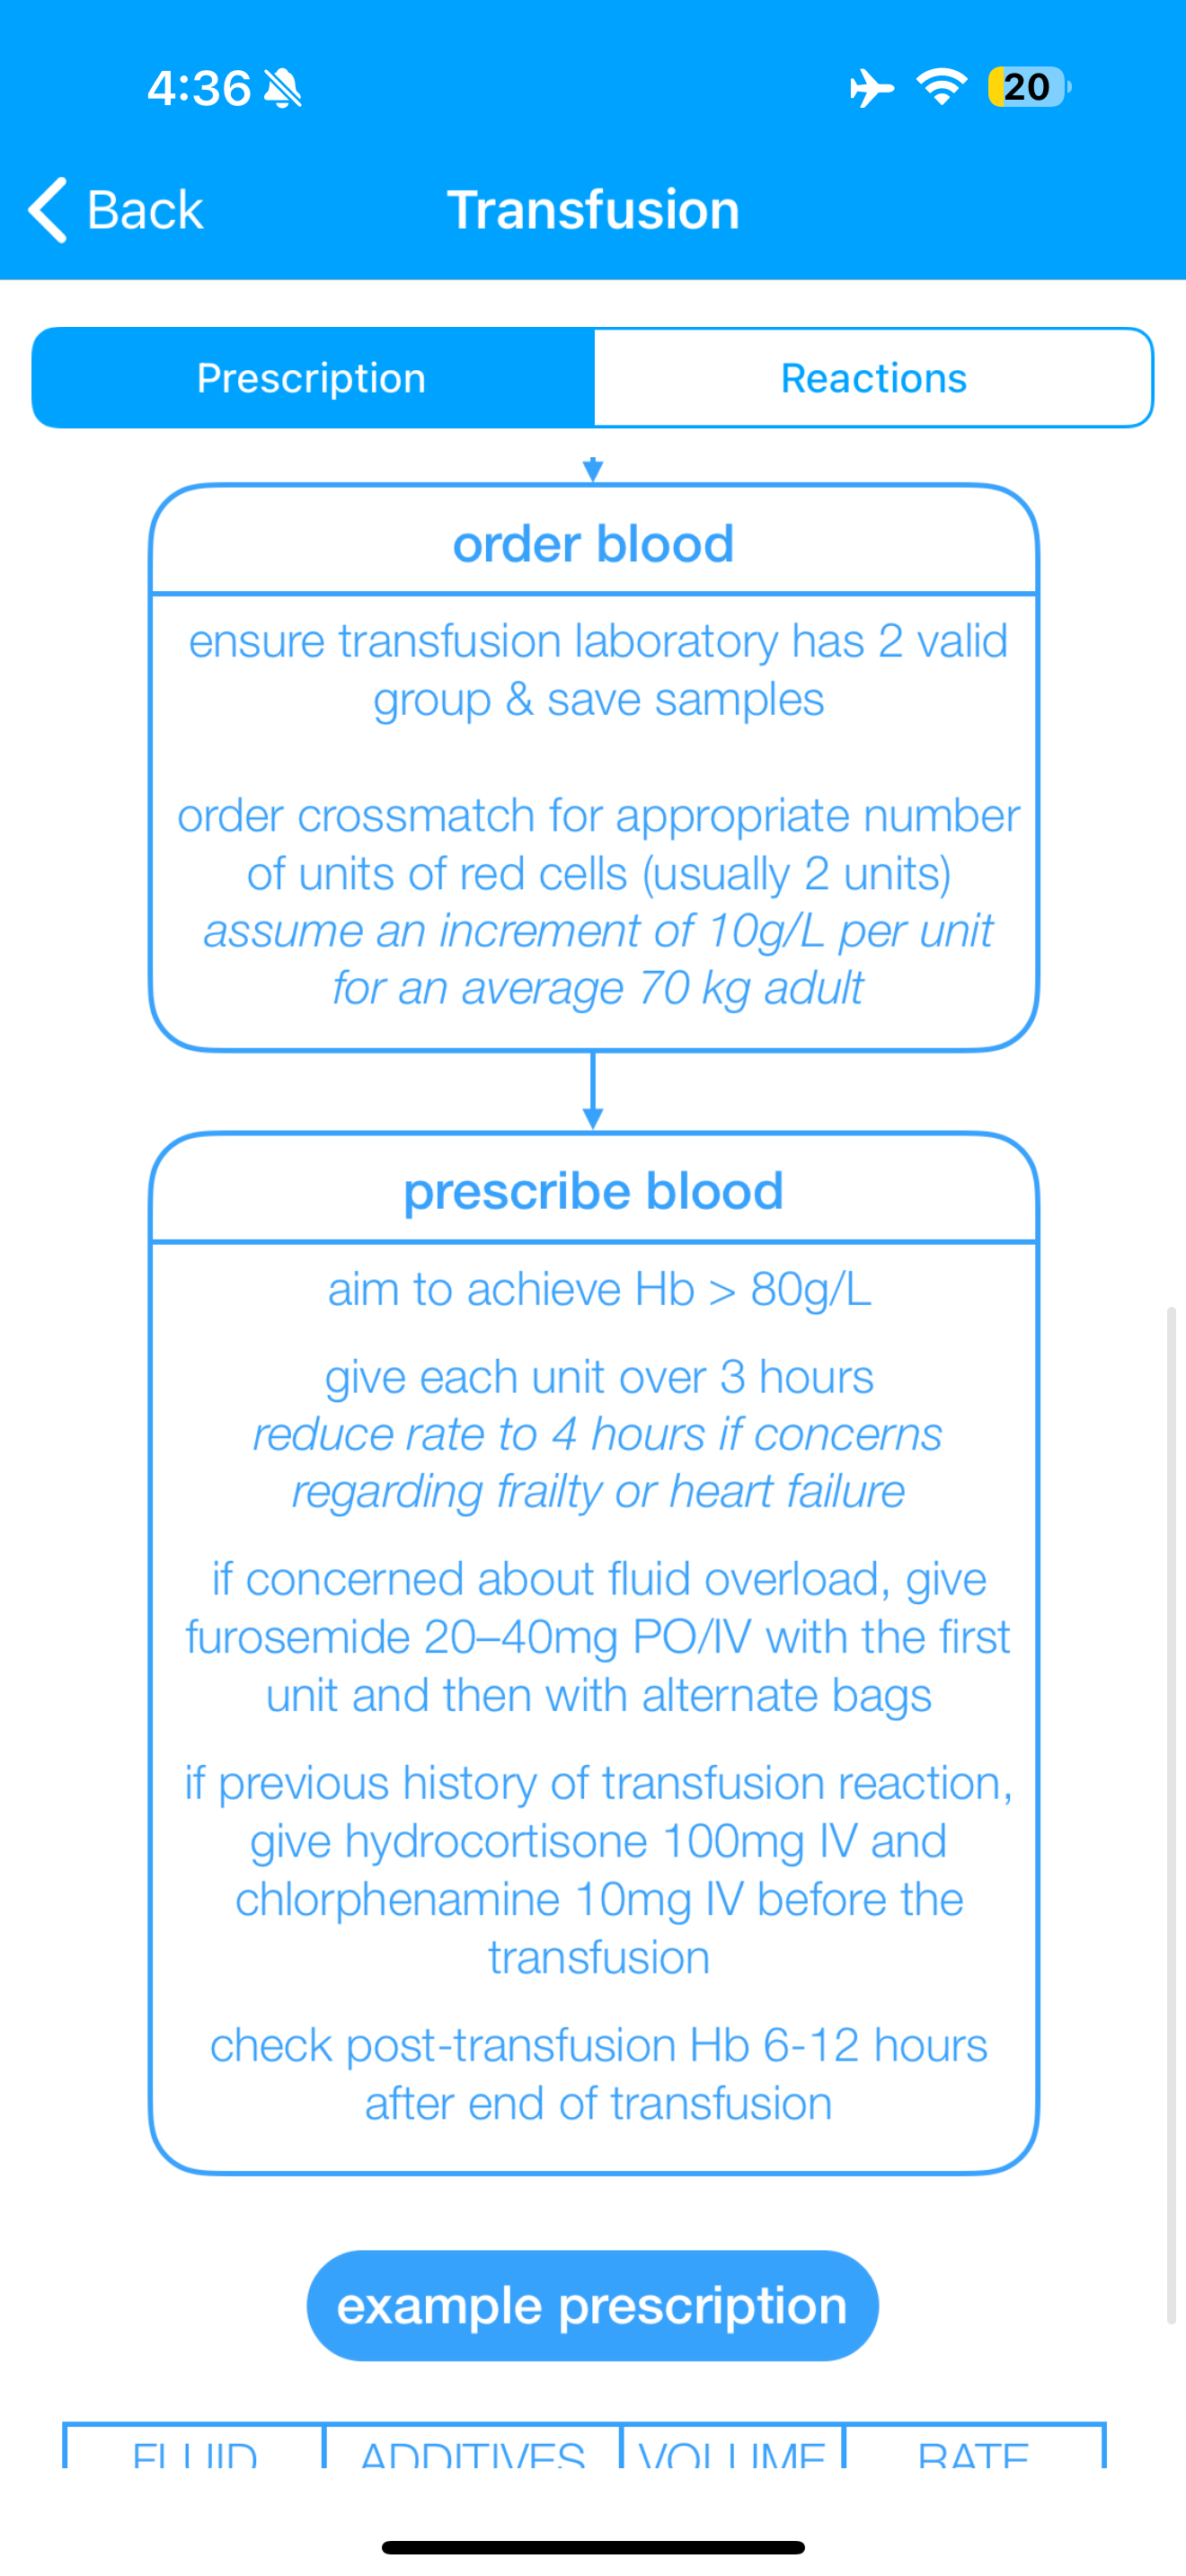 4:36
20
Back
Transfusion
Prescription
Reactions
order blood
ensure transfusion laboratory has 2 valid
group & save samples
order crossmatch for appropriate number
of units of red cells (usually 2 units)
assume an increment of 10g/L per unit
for an average 70 kg adult
prescribe blood
aim to achieve Hb > 80g/L
give each unit over 3 hours
reduce rate to 4 hours if concerns
regarding frailty or heart failure
if concerned about fluid overload, give
furosemide 20–40mg PO/IV with the first
unit and then with alternate bags
if previous history of transfusion reaction,
give hydrocortisone 100mg IV and
chlorphenamine 10mg IV before the
transfusion
check post-transfusion Hb 6-12 hours
after end of transfusion
example prescription
FLUID
ADDITIVES
VOLUME
RATE